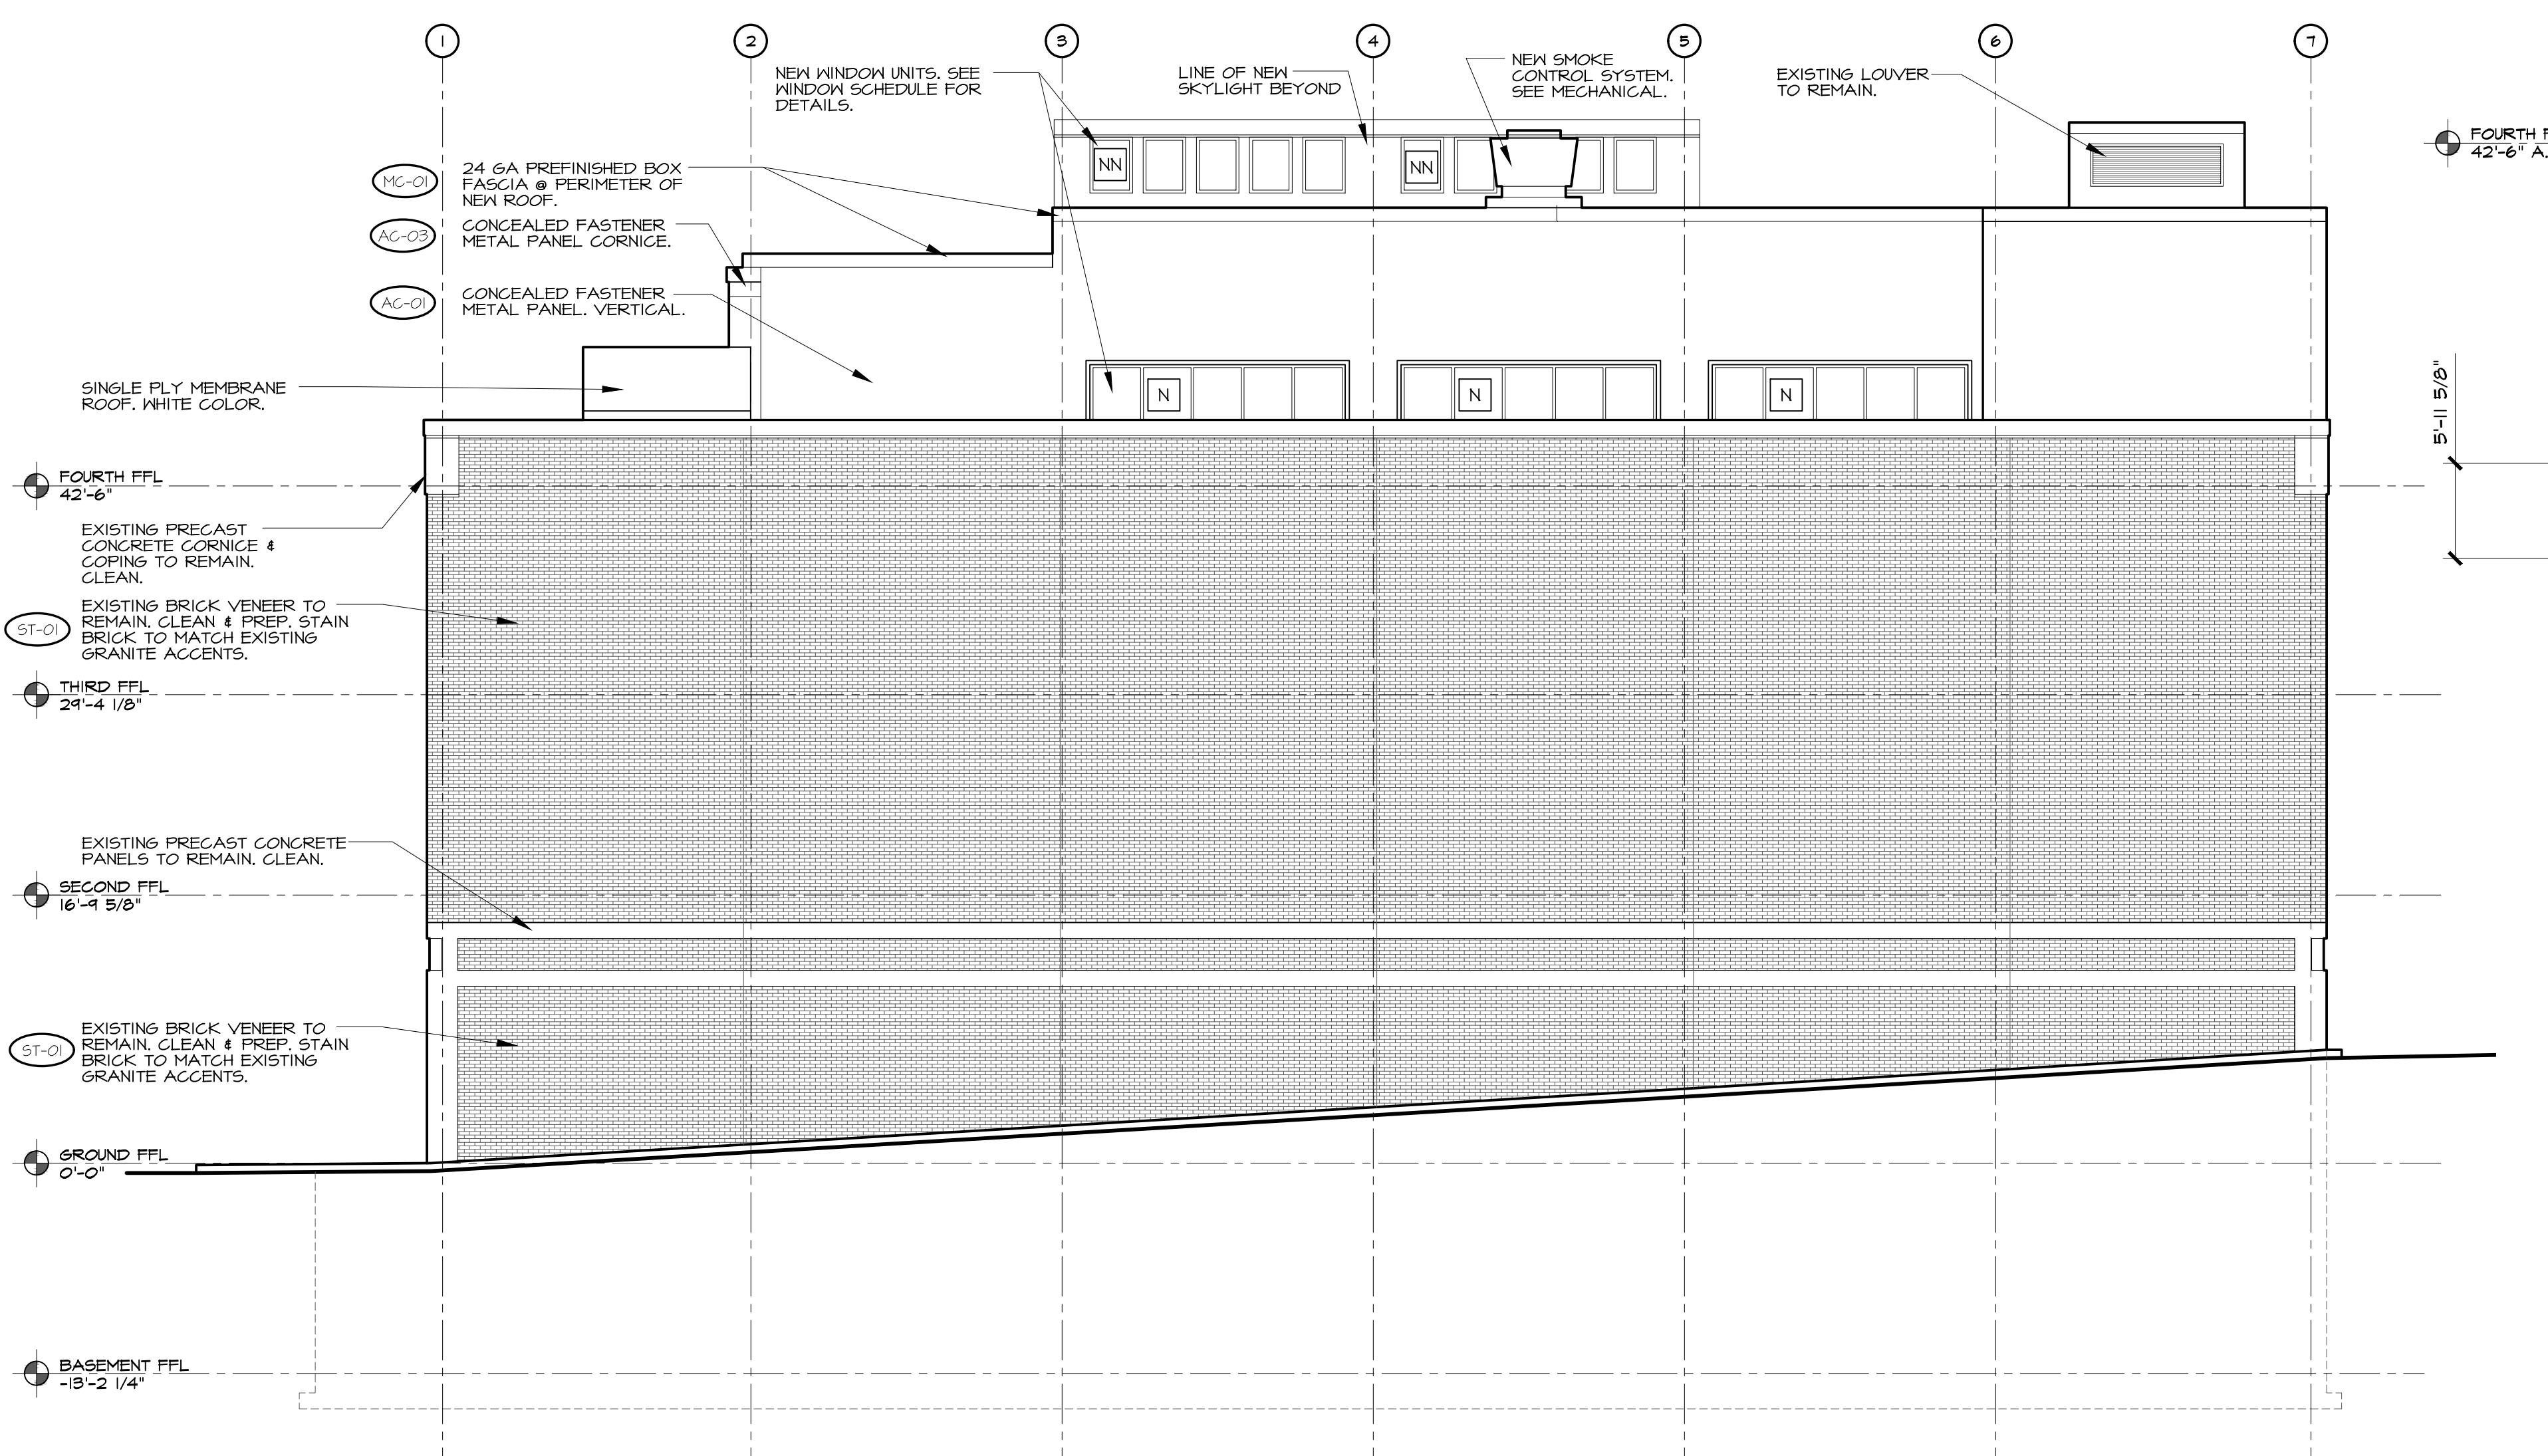 1
2
3
4
5
6
7
NEW WINDOW UNITS. SEE
WINDOW SCHEDULE FOR
DETAILS.
LINE OF NEW
SKYLIGHT BEYOND
NEW SMOKE
CONTROL SYSTEM.
SEE MECHANICAL.
EXISTING LOUVER
TO REMAIN.
FOURTH
42'-6" A.
NN
NN
MC-01
24 GA PREFINISHED BOX
FASCIA @ PERIMETER OF
NEW ROOF.
AC-03
CONCEALED FASTENER
METAL PANEL CORNICE.
AC-01
CONCEALED FASTENER
METAL PANEL. VERTICAL.
SINGLE PLY MEMBRANE
ROOF. WHITE COLOR.
N
N
N
5'-11 5/8"
FOURTH FFL
42'-6"
EXISTING PRECAST
CONCRETE CORNICE &
COPING TO REMAIN.
CLEAN.
ST-01
EXISTING BRICK VENEER TO
REMAIN. CLEAN & PREP. STAIN
BRICK TO MATCH EXISTING
GRANITE ACCENTS.
THIRD FFL
29'-4 1/8"
EXISTING PRECAST CONCRETE
PANELS TO REMAIN. CLEAN.
SECOND FFL
16'-9 5/8"
ST-01
EXISTING BRICK VENEER TO
REMAIN. CLEAN & PREP. STAIN
BRICK TO MATCH EXISTING
GRANITE ACCENTS.
GROUND FFL
0'-0"
BASEMENT FFL
-13'-2 1/4"